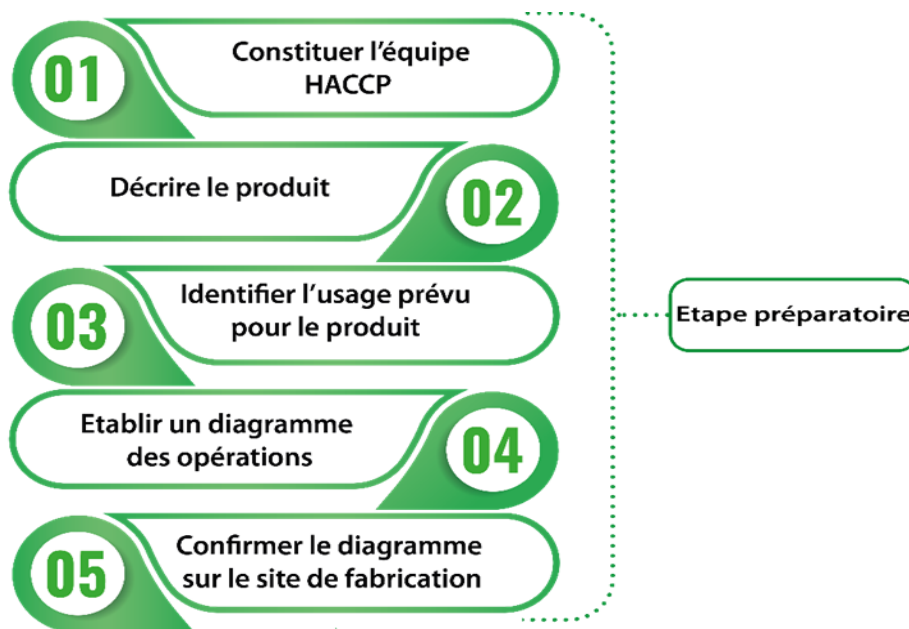 01
Constituer l’équipe
HACCP
Décrire le produit
02
03
Identifier l’usage prévu
pour le produit
Etablir un diagramme
des opérations
04
05
Confirmer le diagramme
sur le site de fabrication
Etape préparatoire